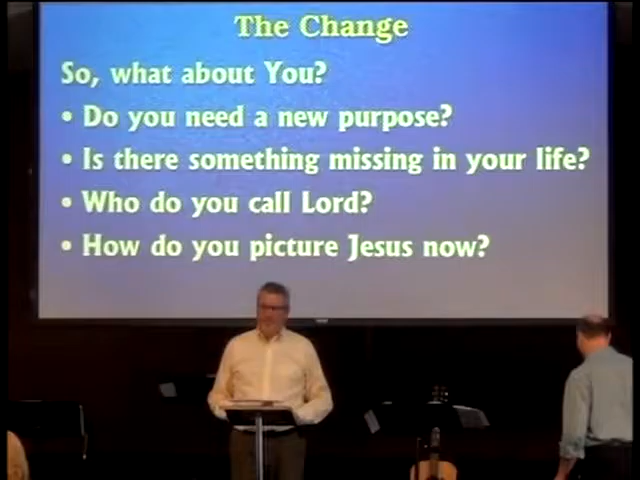 The Change
So, what about You?
• Do you need a new purpose?
• Is there something missing in your life?
• Who do you call Lord?
• How do you picture Jesus now?